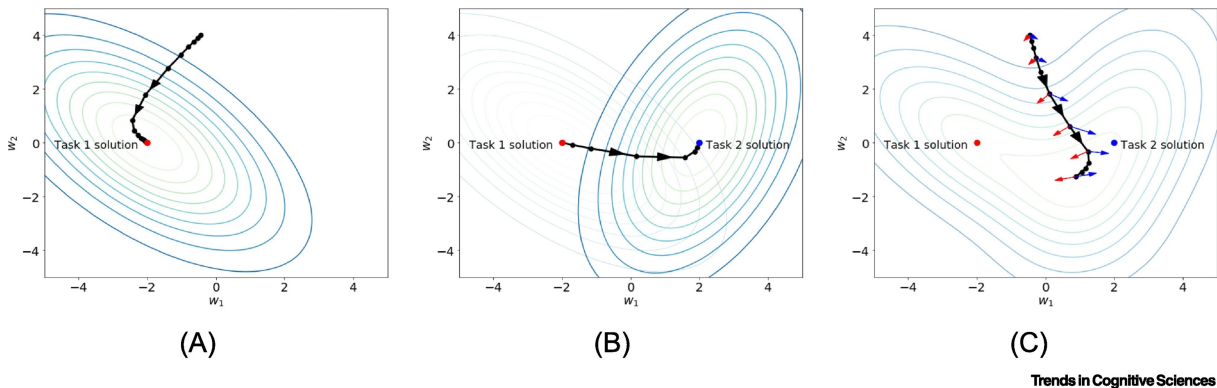 4
2
0
−2
−4
w₂
Task 1 solution
−4 −2 0 2 4
w₁
(A)
4
2
0
−2
−4
w₂
Task 1 solution Task 2 solution
−4 −2 0 2 4
w₁
(B)
4
2
0
−2
−4
w₂
Task 1 solution Task 2 solution
−4 −2 0 2 4
w₁
(C)
Trends in Cognitive Sciences